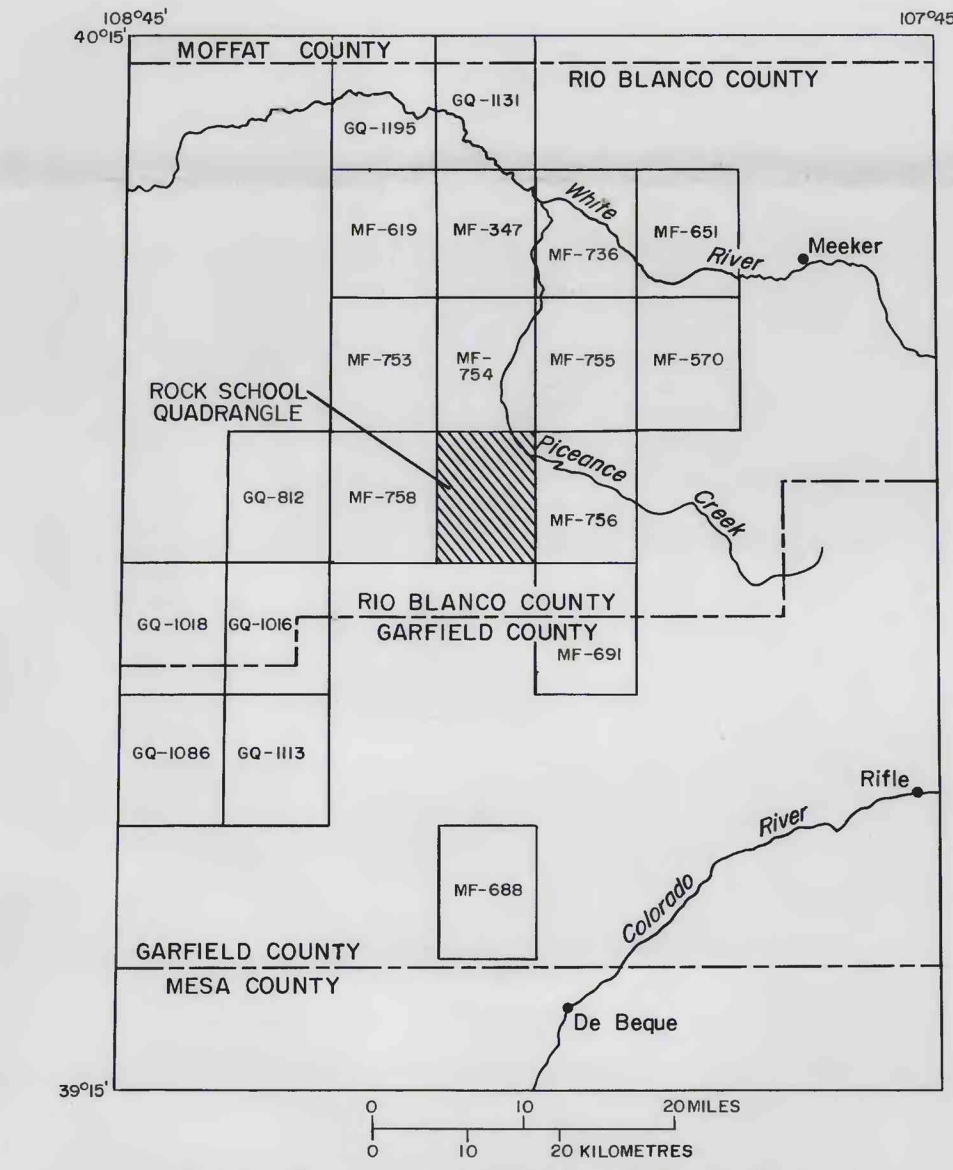 108°45'
107°45'
40°15'
MOFFAT COUNTY
RIO BLANCO COUNTY
GQ-1131
GQ-1195
White
River
MF-619
MF-347
MF-736
MF-651
Meeker
MF-753
MF-
754
MF-755
MF-570
ROCK SCHOOL
QUADRANGLE
Piceance
Creek
GQ-812
MF-758
MF-756
RIO BLANCO COUNTY
GARFIELD COUNTY
GQ-1018
GQ-1016
MF-691
GQ-1086
GQ-1113
Rifle
River
Colorado
MF-688
GARFIELD COUNTY
MESA COUNTY
De Beque
39°15'
0 10 20 MILES
0 10 20 KILOMETRES